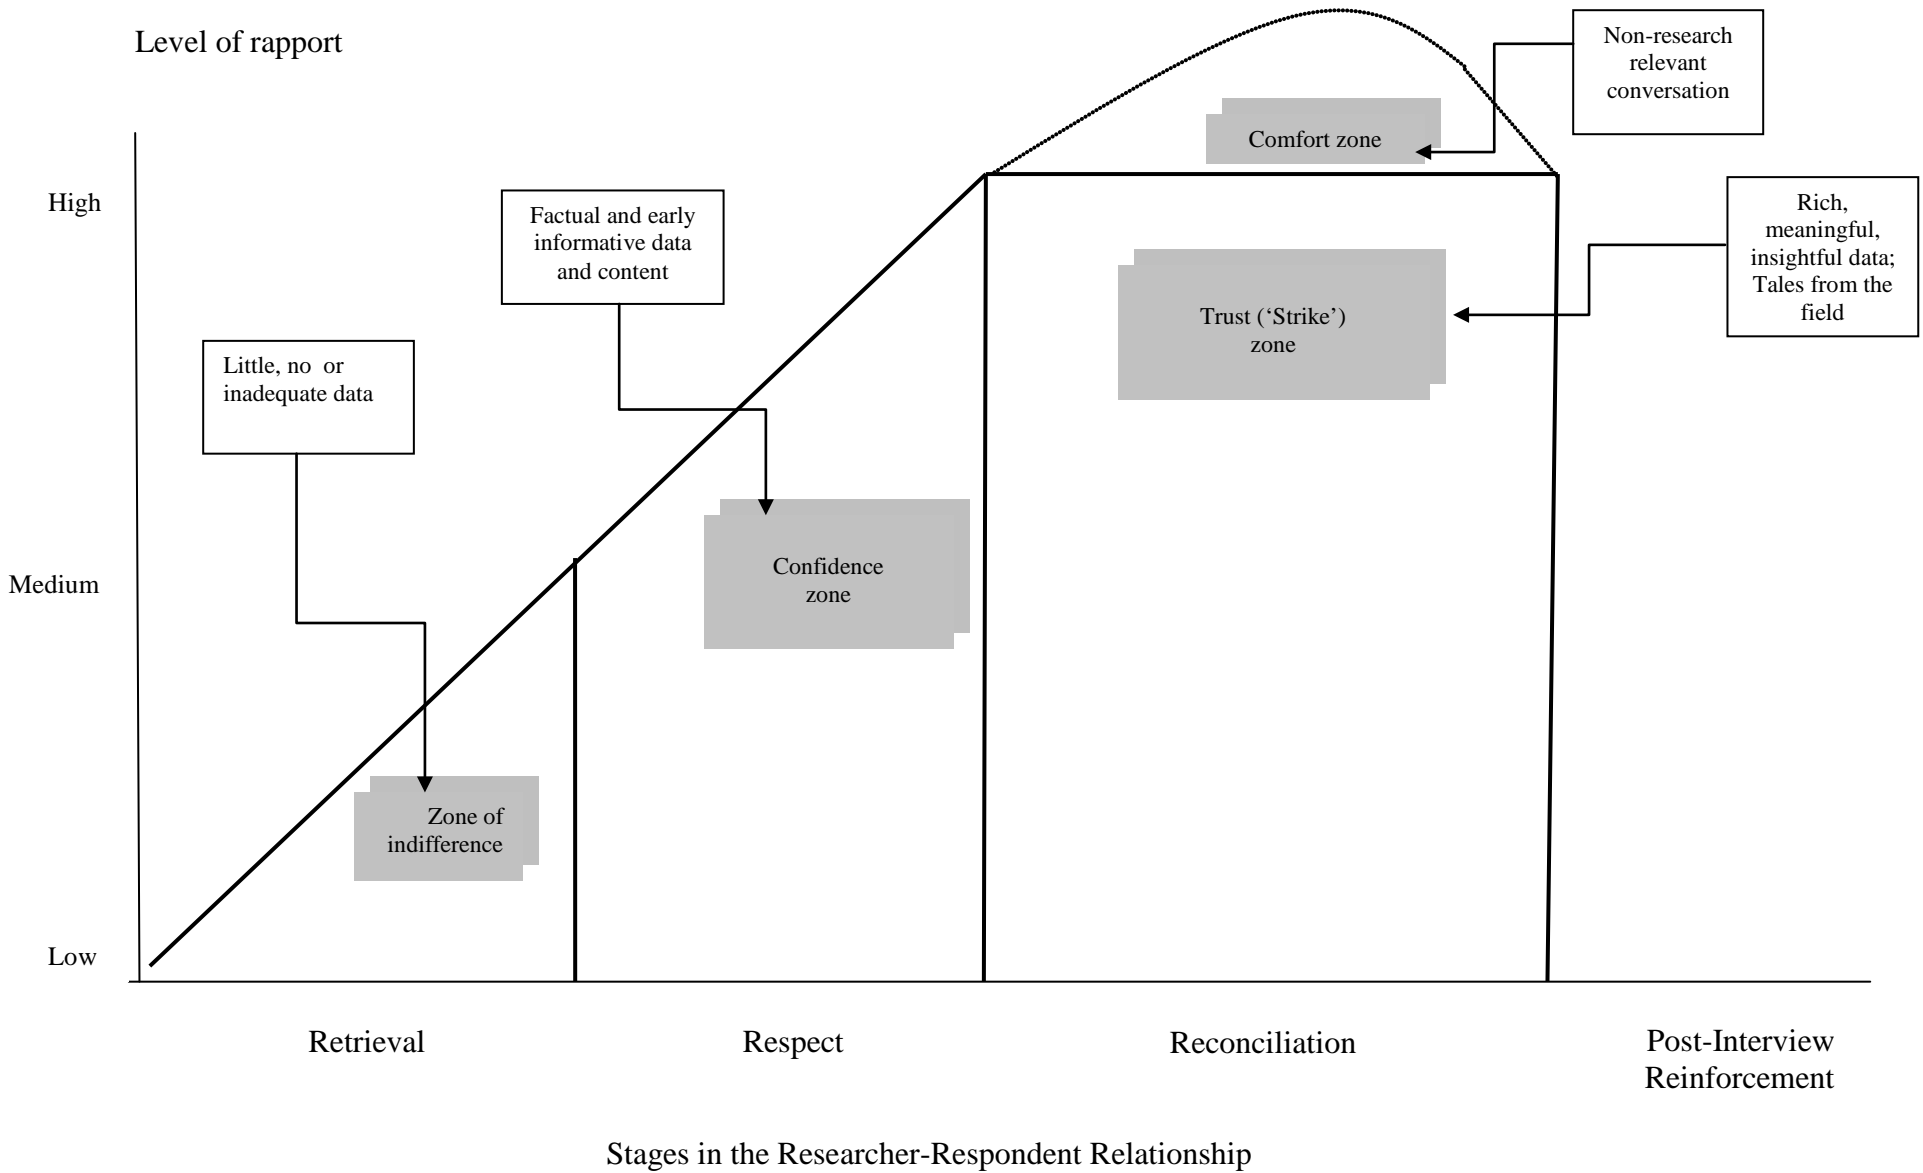 Level of rapport
Non-research
relevant
conversation
Comfort zone
High
Factual and early
informative data
and content
Rich,
meaningful,
insightful data;
Tales from the
field
Trust (‘Strike’)
zone
Little, no or
inadequate data
Confidence
zone
Medium
Zone of
indifference
Low
Retrieval
Respect
Reconciliation
Post-Interview
Reinforcement
Stages in the Researcher-Respondent Relationship